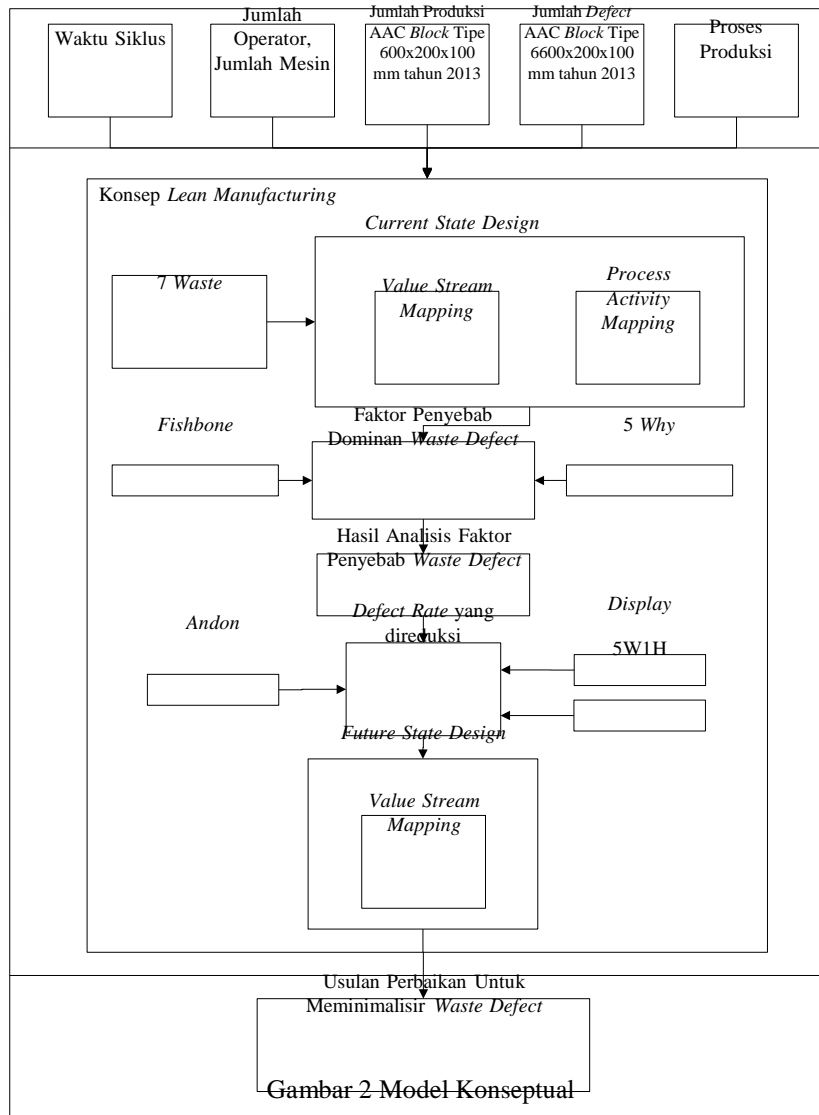 Waktu Siklus
Jumlah
Operator,
Jumlah Mesin
Jumlah Produksi
AAC Block Tipe
600x200x100
mm tahun 2013
Jumlah Defect
AAC Block Tipe
6600x200x100
mm tahun 2013
Proses
Produksi
Konsep Lean Manufacturing
Current State Design
7 Waste
Value Stream
Mapping
Process
Activity
Mapping
Fishbone
Faktor Penyebab
Dominan Waste Defect
5 Why
Hasil Analisis Faktor
Penyebab Waste Defect
Andon
Defect Rate yang
direduksi
Display
5W1H
Future State Design
Value Stream
Mapping
Usulan Perbaikan Untuk
Meminimalisir Waste Defect
Gambar 2 Model Konseptual